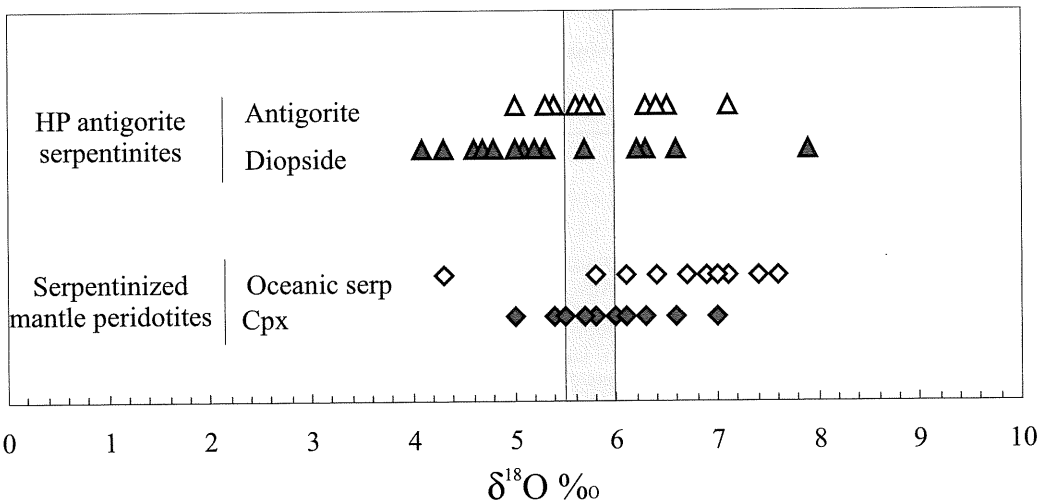 HP antigorite
serpentinites
Antigorite
Diopside
Serpentinized
mantle peridotites
Oceanic serp
Cpx
0 1 2 3 4 5 6 7 8 9 10
δ¹⁸O ‰